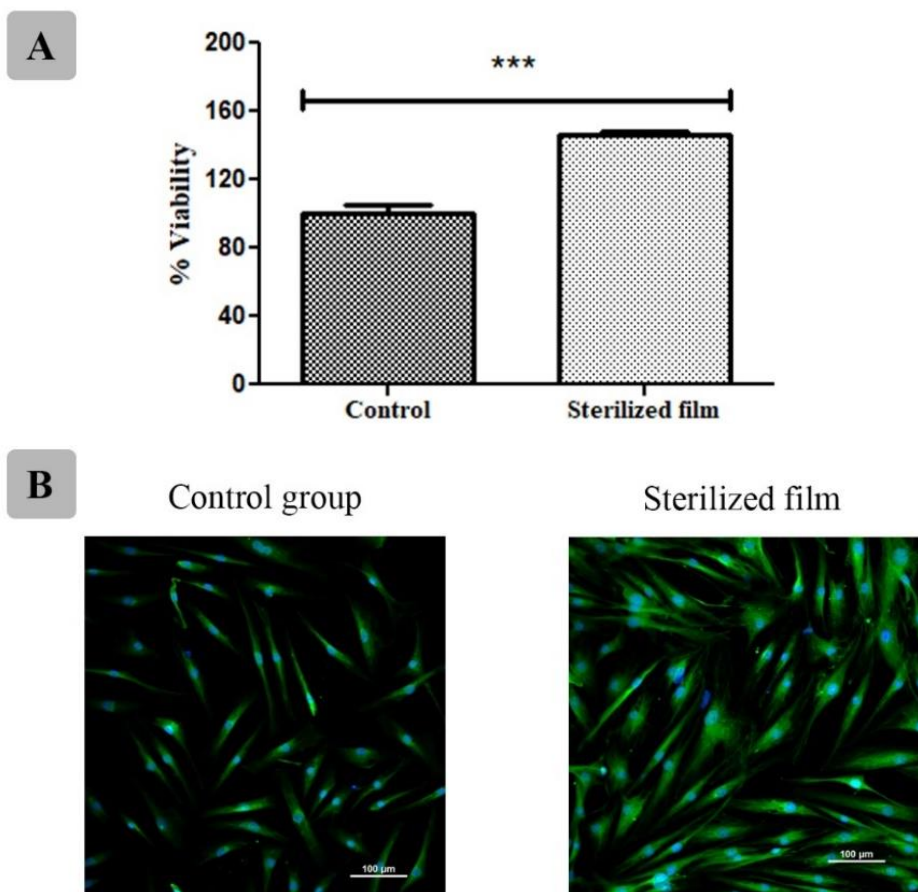 A
200
***
160
120
80
40
0
% Viability
Control
Sterilized film
B
Control group
Sterilized film
100 µm
100 µm